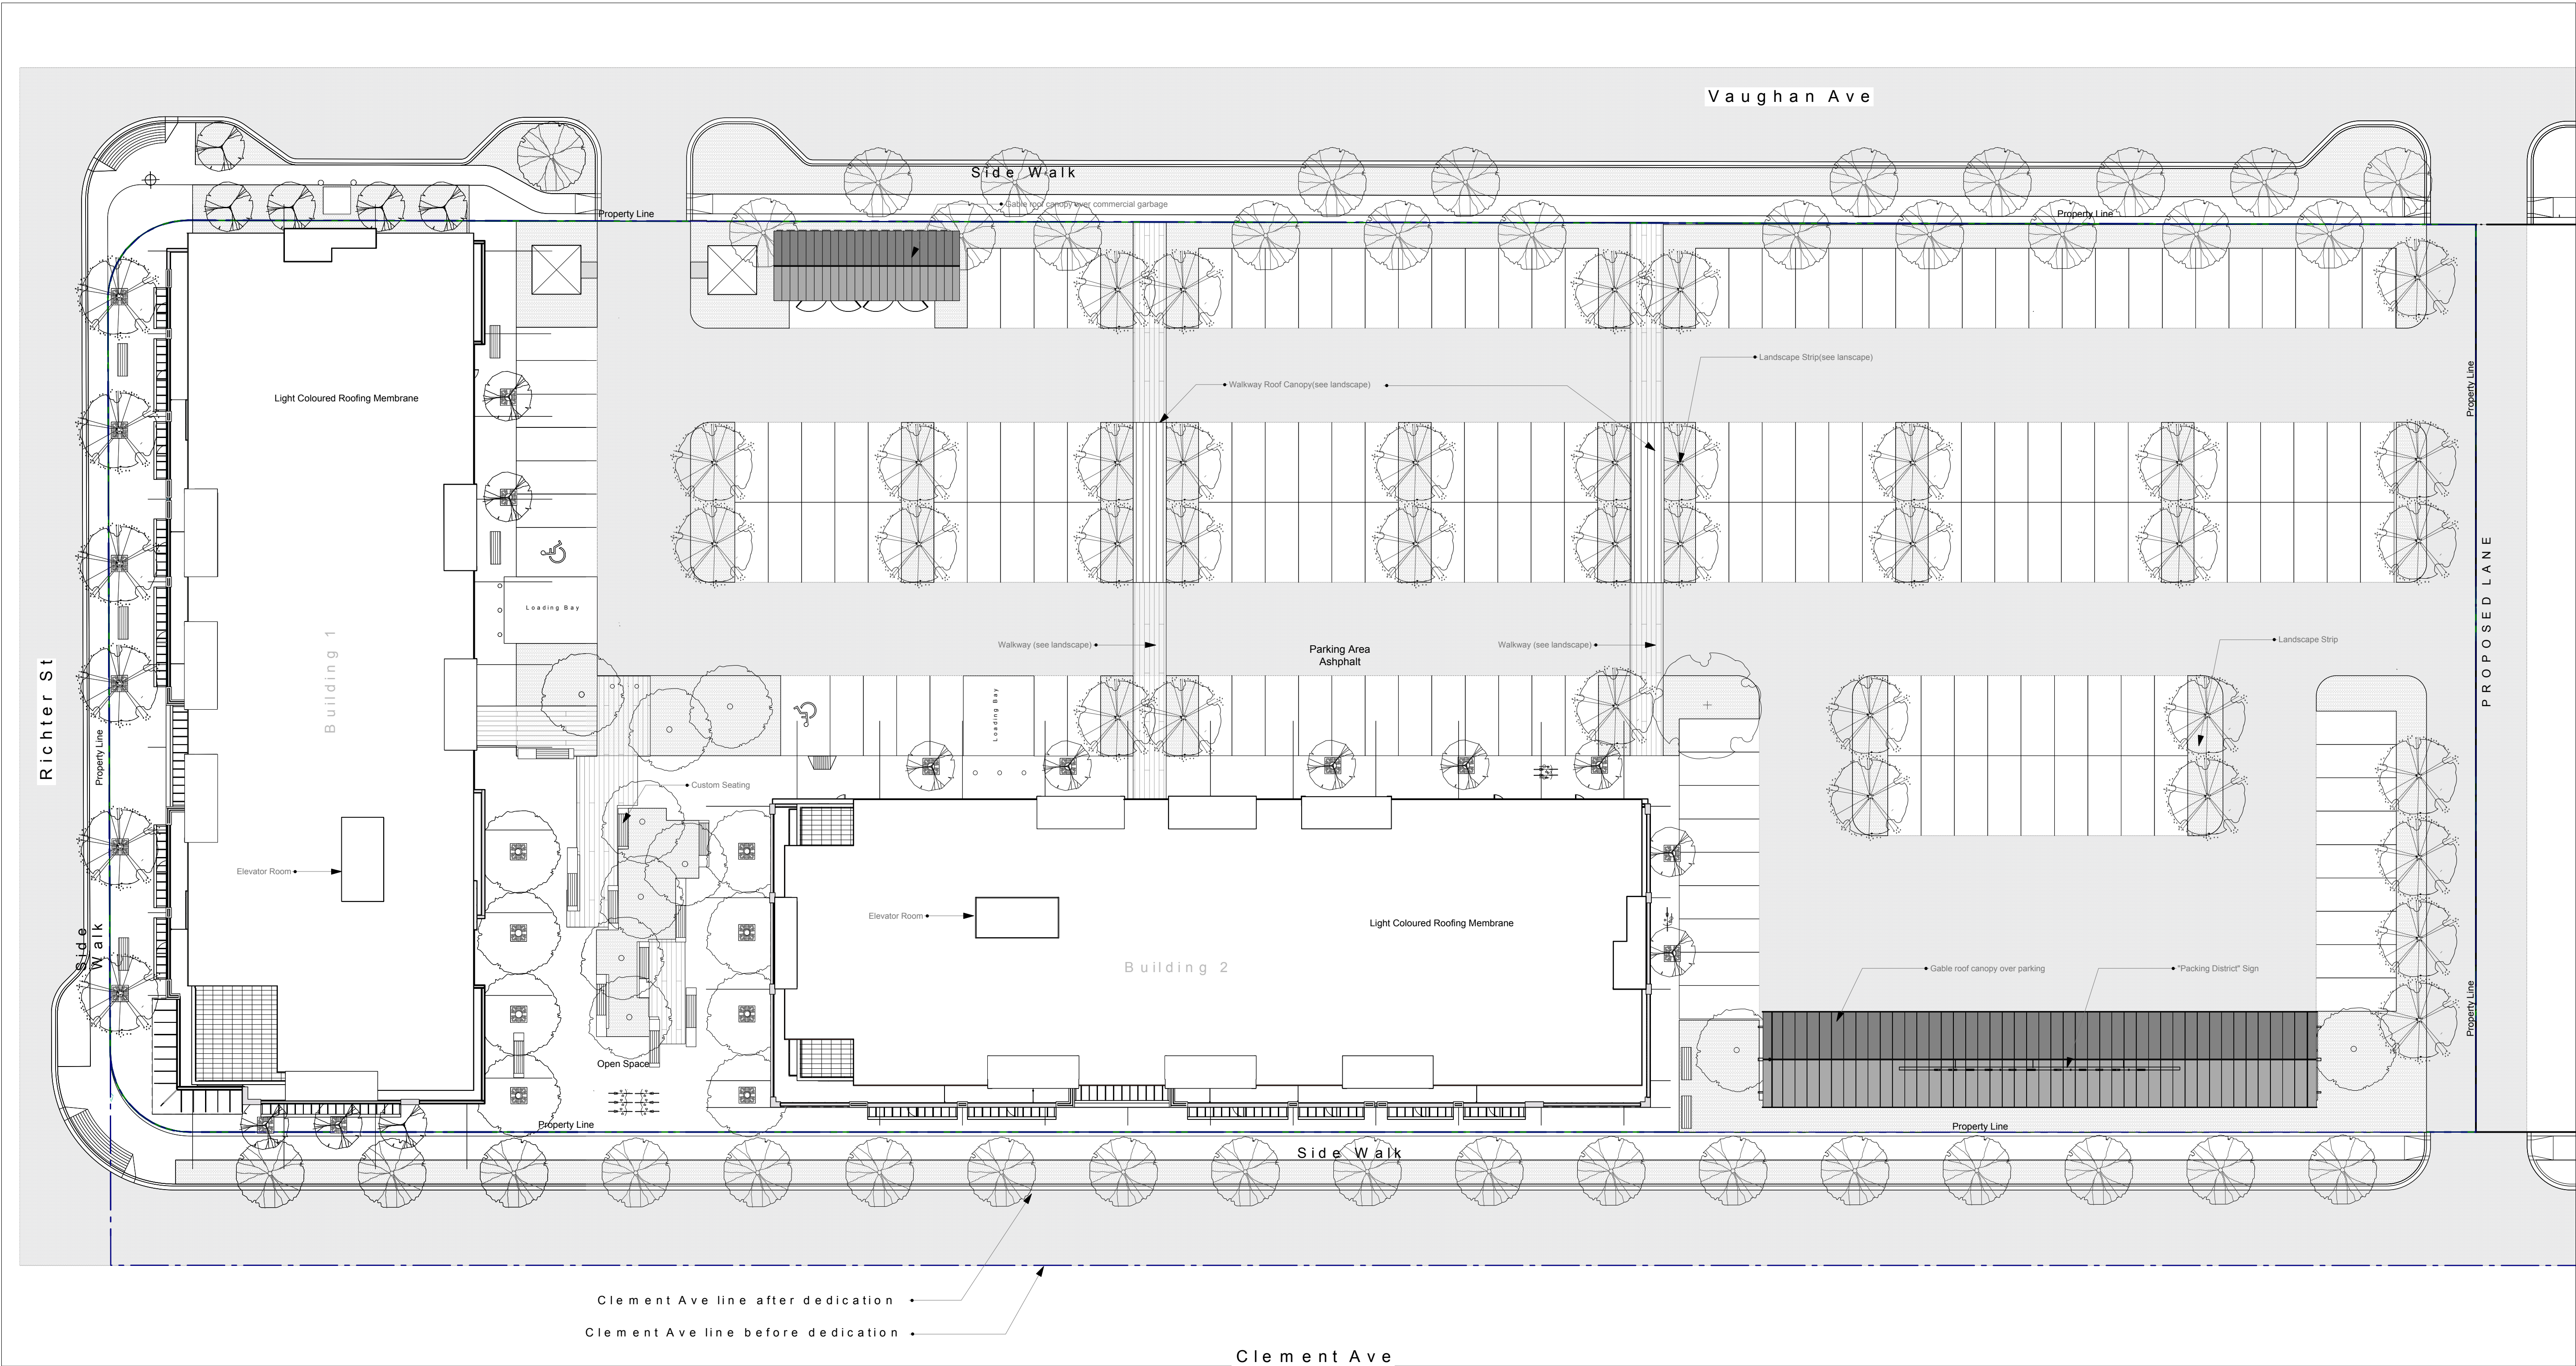 Vaughan Ave
Side Walk
Gable roof canopy over commercial garbage
Property Line
Property Line
Landscape Strip(see lanscape)
Walkway Roof Canopy(see landscape)
Light Coloured Roofing Membrane
Property Line
PROPOSED LANE
Loading Bay
Building 1
Richter St
Property Line
Walkway (see landscape)
Parking Area
Ashphalt
Walkway (see landscape)
Landscape Strip
Loading Bay
Custom Seating
Elevator Room
Side
Walk
Elevator Room
Light Coloured Roofing Membrane
Building 2
Gable roof canopy over parking
"Packing District" Sign
Property Line
Open Space
Property Line
Property Line
Side Walk
Clement Ave line after dedication
Clement Ave line before dedication
Clement Ave